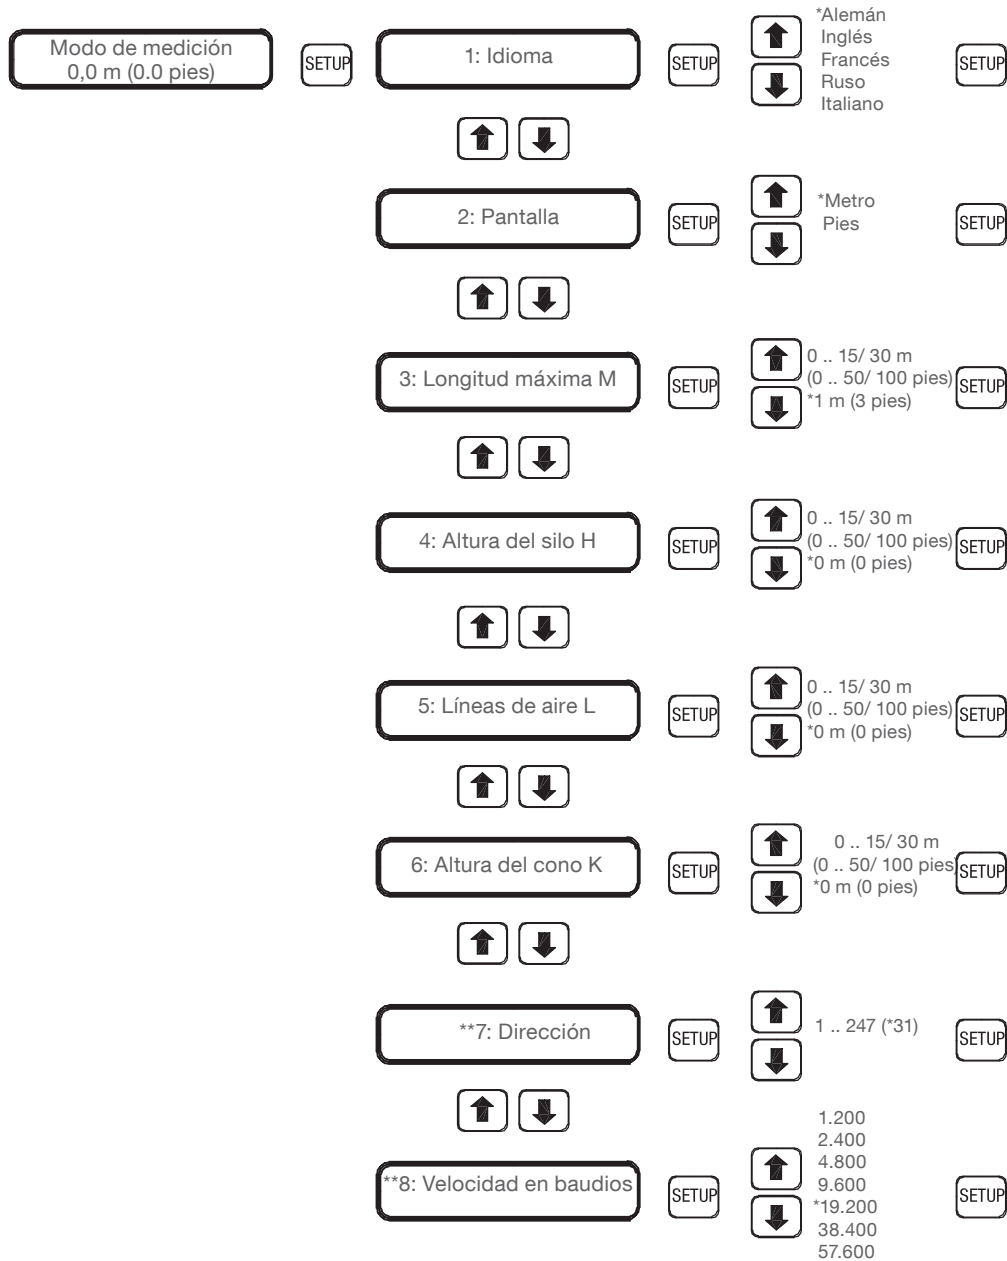 Modo de medición
0,0 m (0.0 pies)
SETUP
1: Idioma
SETUP
*Alemán
Inglés
Francés
Ruso
Italiano
SETUP
2: Pantalla
SETUP
*Metro
Pies
SETUP
3: Longitud máxima M
SETUP
0 .. 15/ 30 m
(0 .. 50/ 100 pies)
*1 m (3 pies)
SETUP
4: Altura del silo H
SETUP
0 .. 15/ 30 m
(0 .. 50/ 100 pies)
*0 m (0 pies)
SETUP
5: Líneas de aire L
SETUP
0 .. 15/ 30 m
(0 .. 50/ 100 pies)
*0 m (0 pies)
SETUP
6: Altura del cono K
SETUP
0 .. 15/ 30 m
(0 .. 50/ 100 pies)
*0 m (0 pies)
SETUP
**7: Dirección
SETUP
1 .. 247 (*31)
SETUP
**8: Velocidad en baudios
SETUP
1.200
2.400
4.800
9.600
*19.200
38.400
57.600
SETUP